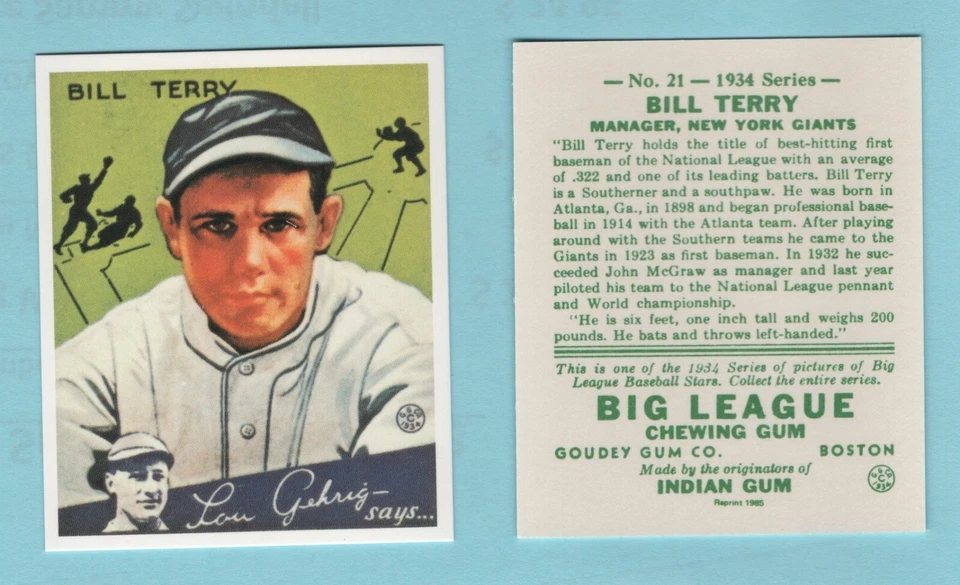 BILL TERRY
G. G. Co.
1934
Lou Gehrig—
says...
— No. 21 — 1934 Series —
BILL TERRY
MANAGER, NEW YORK GIANTS
"Bill Terry holds the title of best-hitting first
baseman of the National League with an average
of .322 and one of its leading batters. Bill Terry
is a Southerner and a southpaw. He was born in
Atlanta, Ga., in 1898 and began professional base-
ball in 1914 with the Atlanta team. After playing
around with the Southern teams he came to the
Giants in 1923 as first baseman. In 1932 he suc-
ceeded John McGraw as manager and last year
piloted his team to the National League pennant
and World championship.
"He is six feet, one inch tall and weighs 200
pounds. He bats and throws left-handed."
This is one of the 1934 Series of pictures of Big
League Baseball Stars. Collect the entire series.
BIG LEAGUE
CHEWING GUM
GOUDEY GUM CO. BOSTON
Made by the originators of
INDIAN GUM
Reprint 1985
G. G. Co.
1934